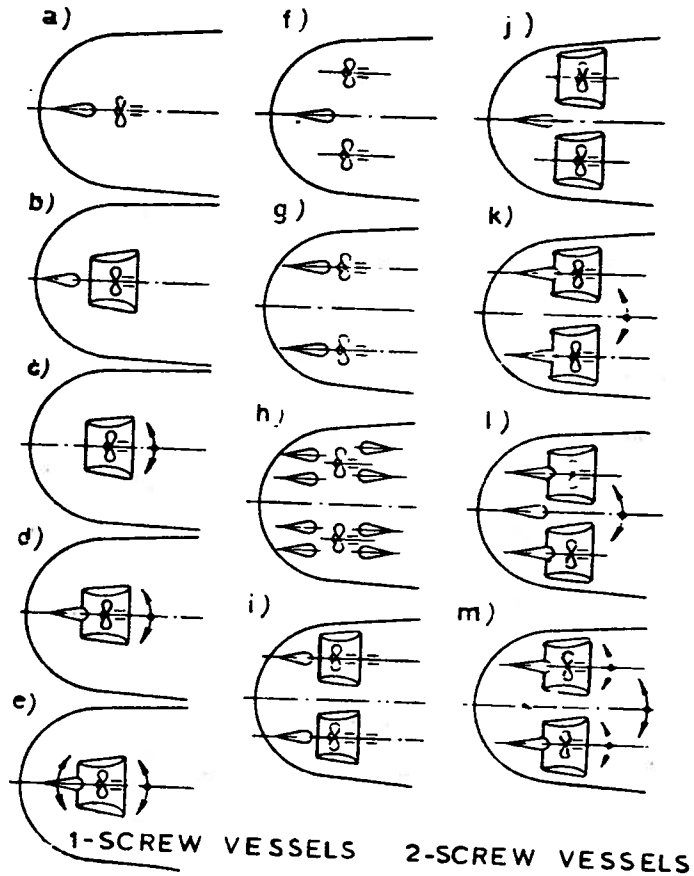 a)
b)
c)
d)
e)
f)
g)
h)
i)
j)
k)
l)
m)
1-SCREW VESSELS
2-SCREW VESSELS